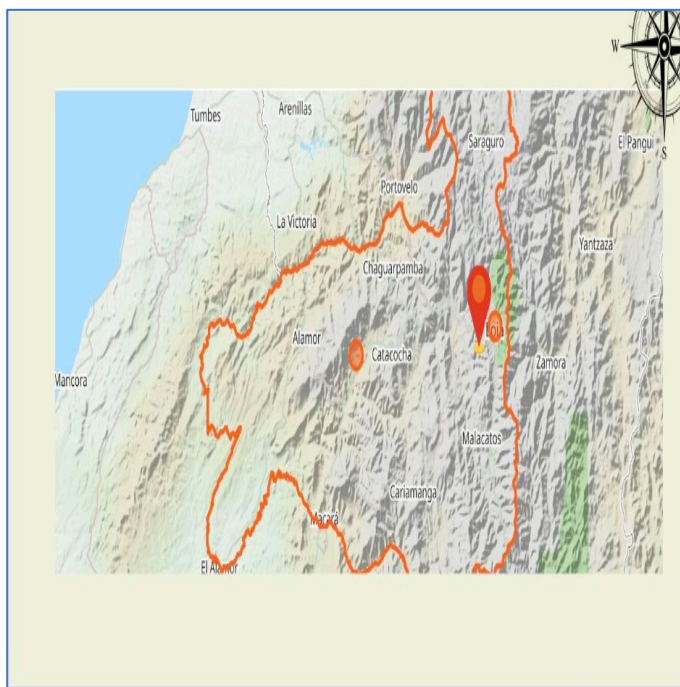 W
S
Tumbes
Arenillas
Saraguro
El Pangui
Portovelo
La Victoria
Yantzaza
Chaguarpamba
Loja
Alamor
Catacocha
Zamora
Mancora
Malacatos
Cariamanga
Macará
El Alamor